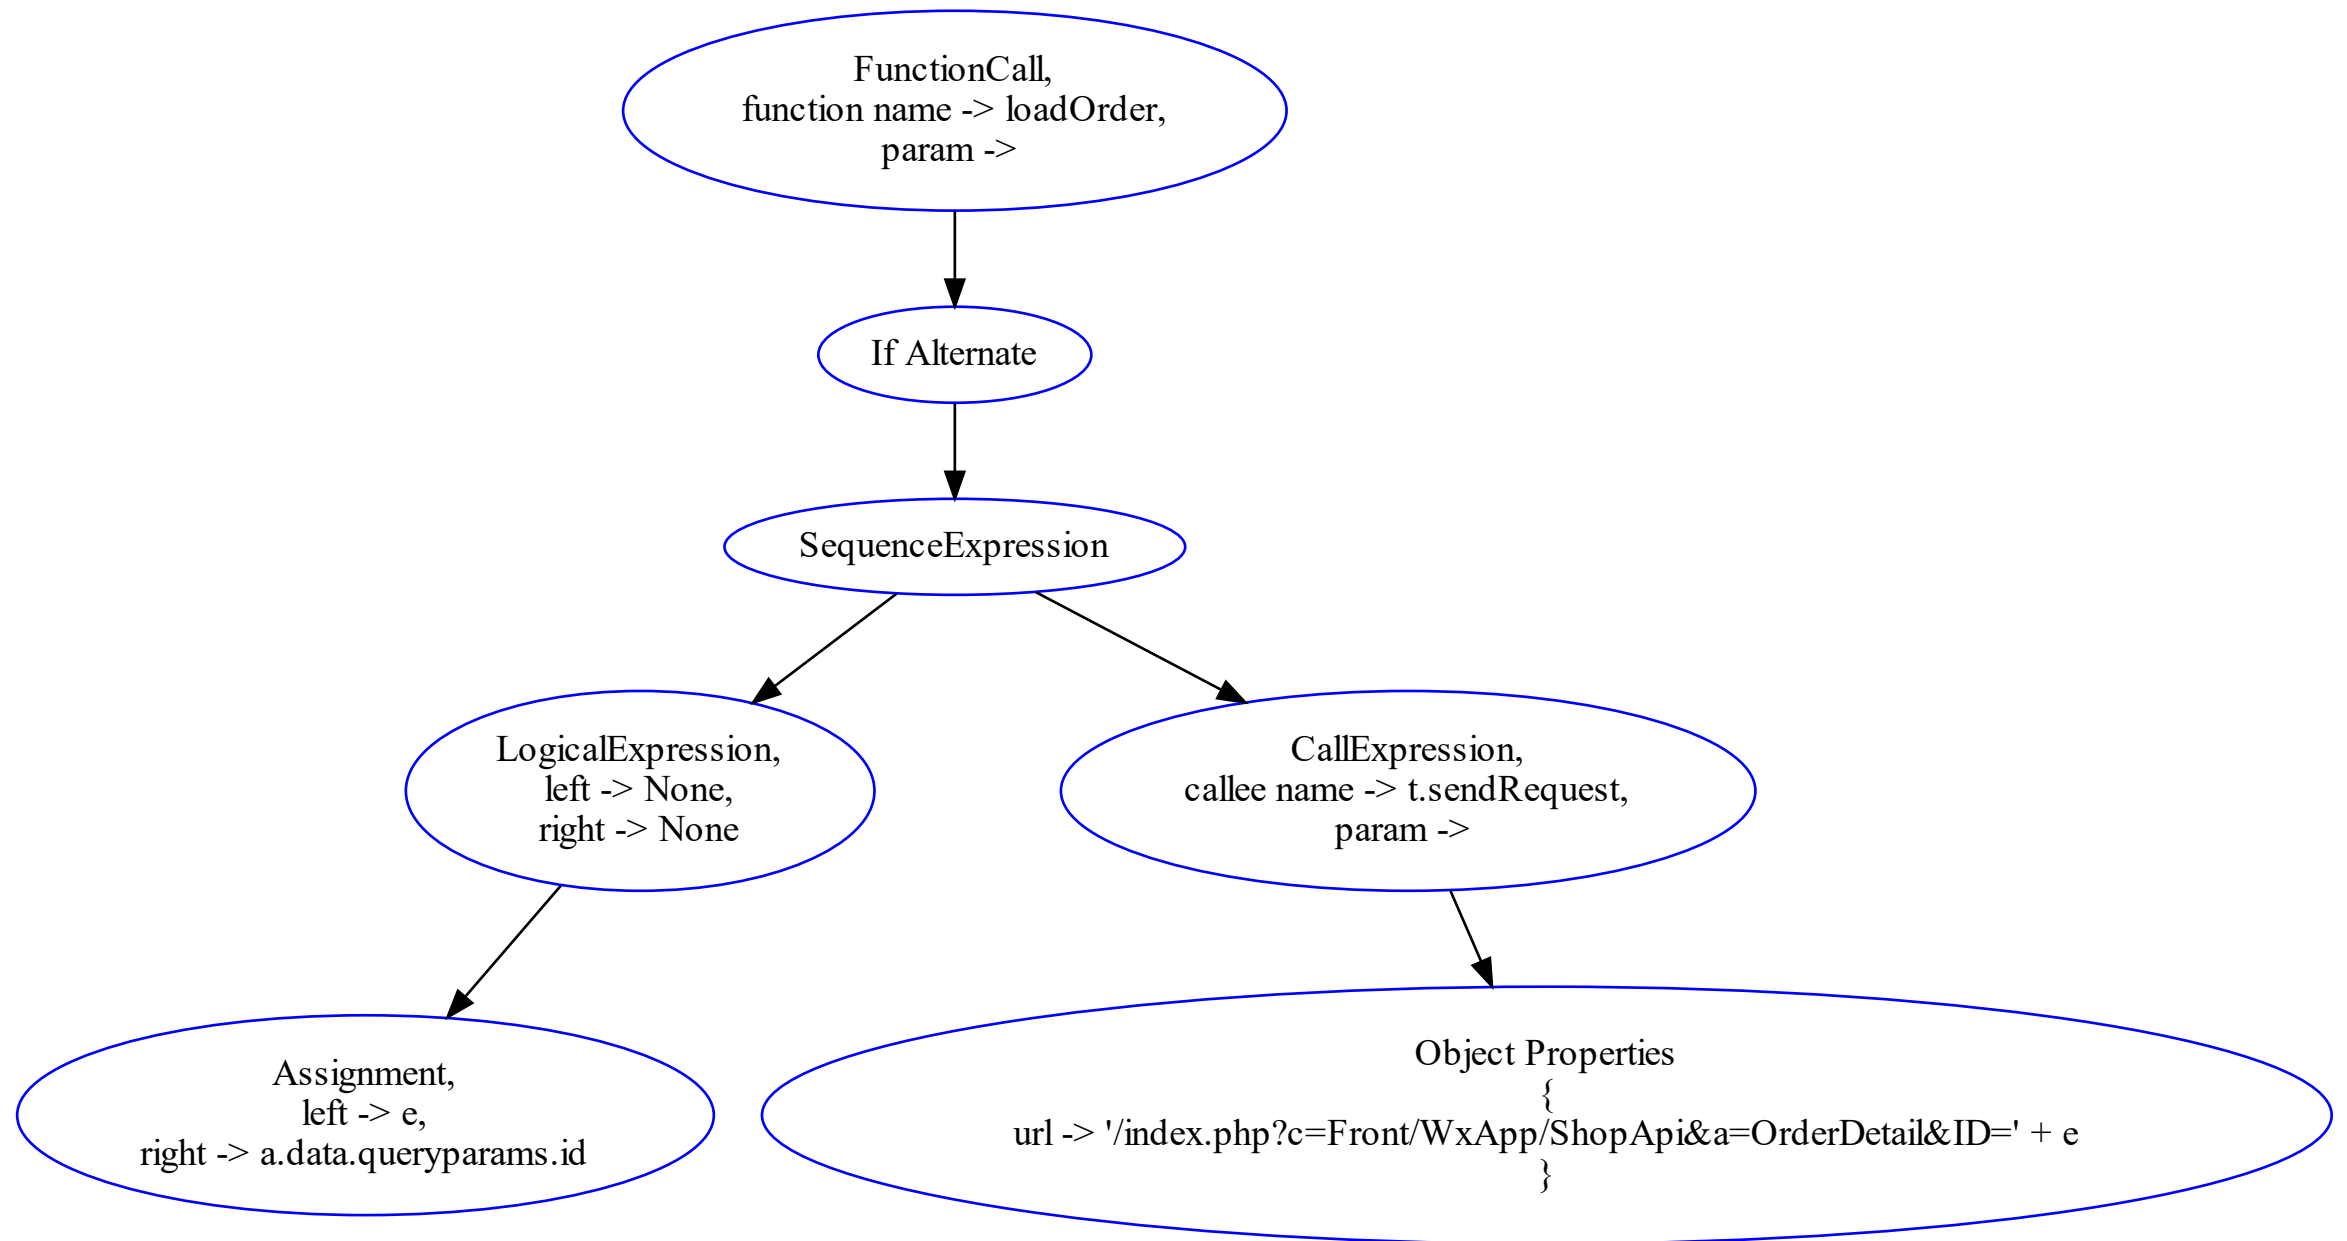 FunctionCall,
function name -> loadOrder,
param ->
If Alternate
SequenceExpression
LogicalExpression,
left -> None,
right -> None
CallExpression,
callee name -> t.sendRequest,
param ->
Assignment,
left -> e,
right -> a.data.queryparams.id
Object Properties
{
url -> '/index.php?c=Front/WxApp/ShopApi&a=OrderDetail&ID=' + e
}